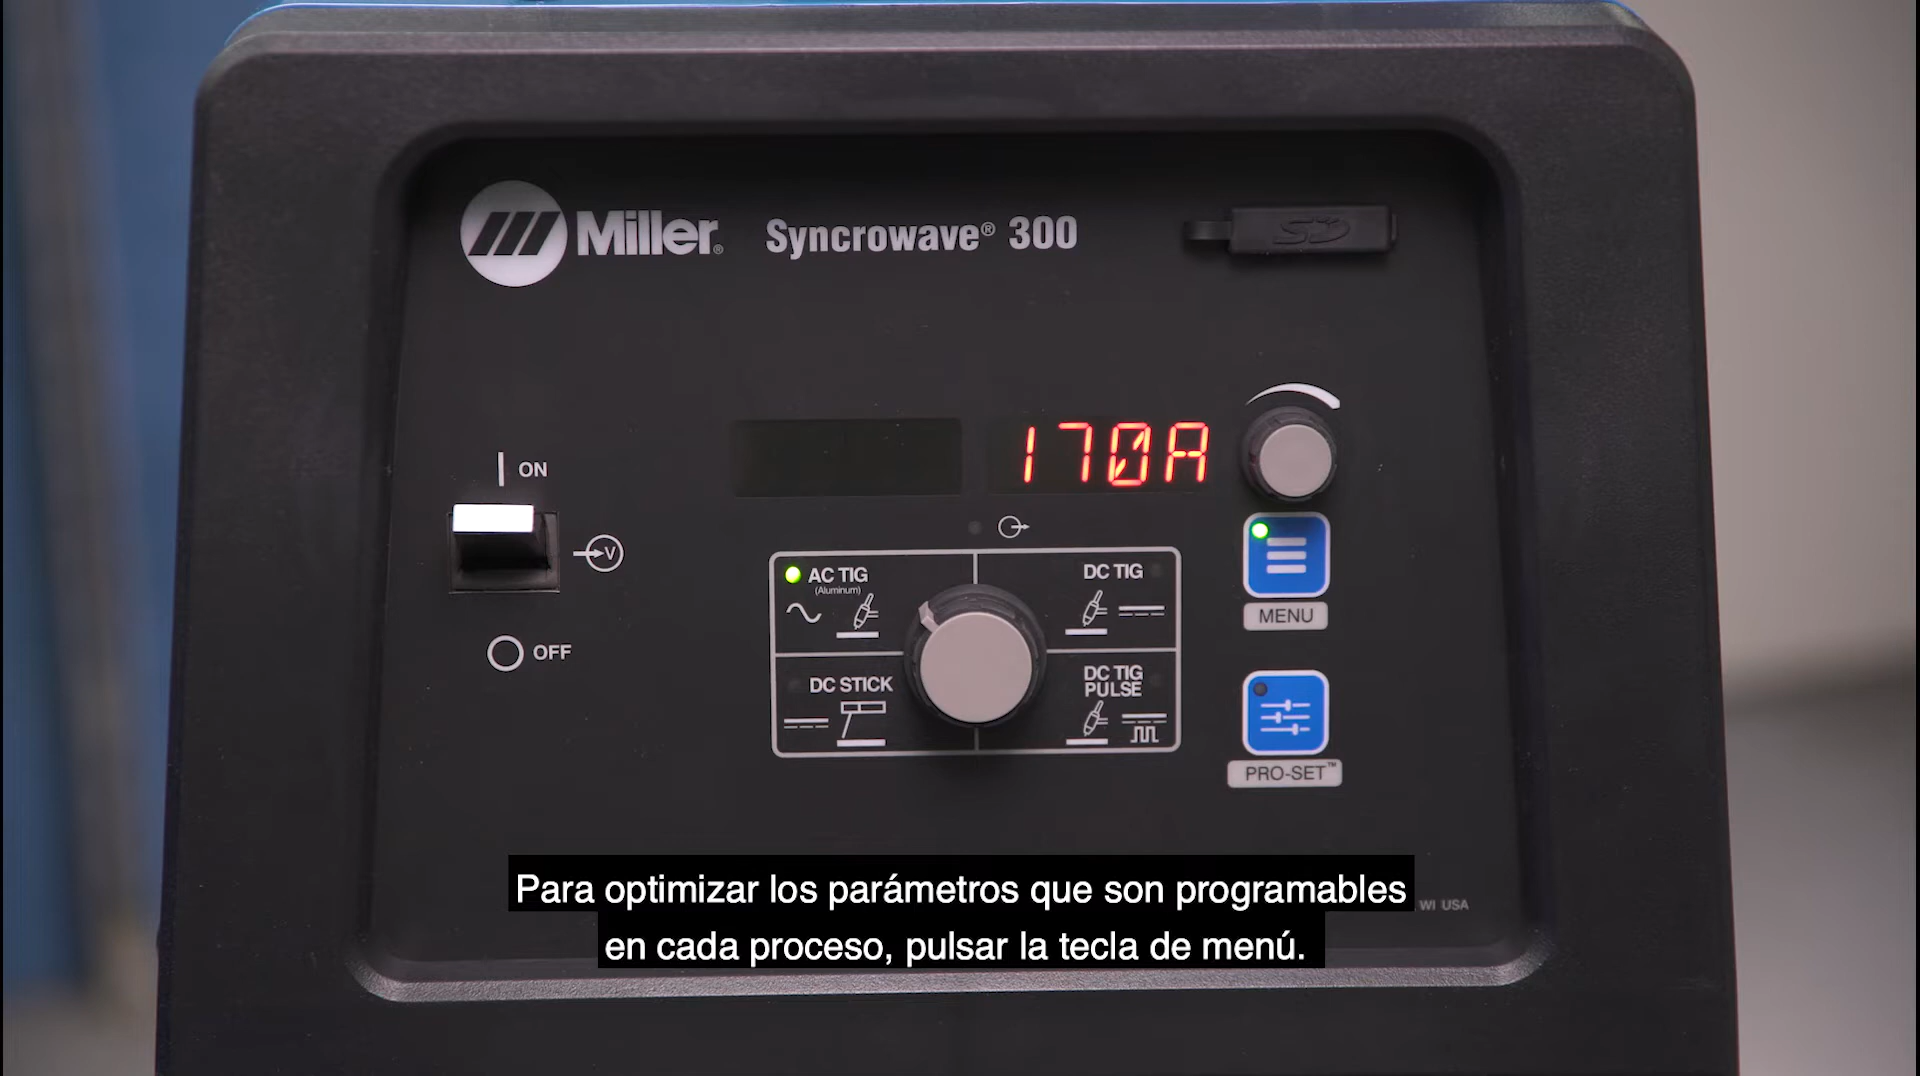 Miller® Syncrowave® 300
SD
170A
ON
V
OFF
AC TIG
(Aluminum)
DC TIG
DC STICK
DC TIG
PULSE
MENU
PRO-SET™
WI USA
Para optimizar los parámetros que son programables
en cada proceso, pulsar la tecla de menú.